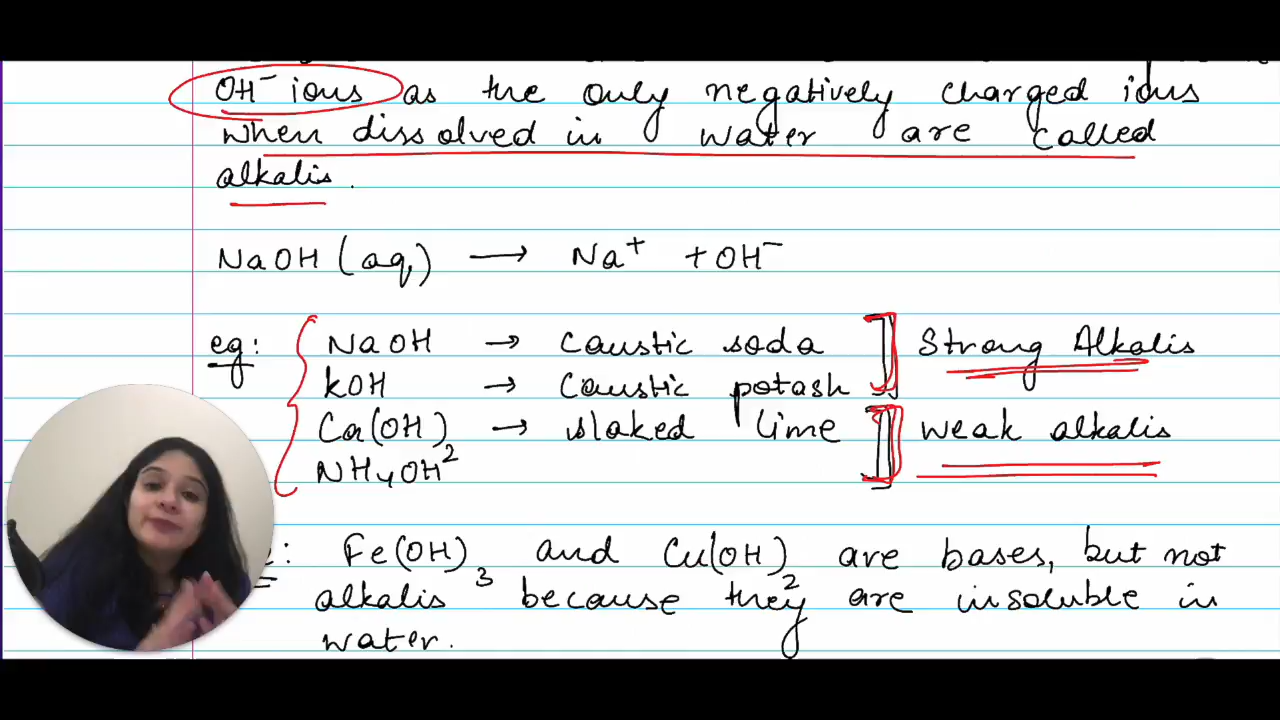 OH⁻ ions as the only negatively charged ions
when dissolved in water are called
alkalis.
NaOH (aq) → Na⁺ + OH⁻
eg: NaOH → Caustic soda ] Strong Alkalis
KOH → Caustic potash
Ca(OH)₂ → slaked lime ] weak alkalis
NH₄OH
: Fe(OH)₃ and Cu(OH)₂ are bases, but not
alkalis because they are insoluble in
water.